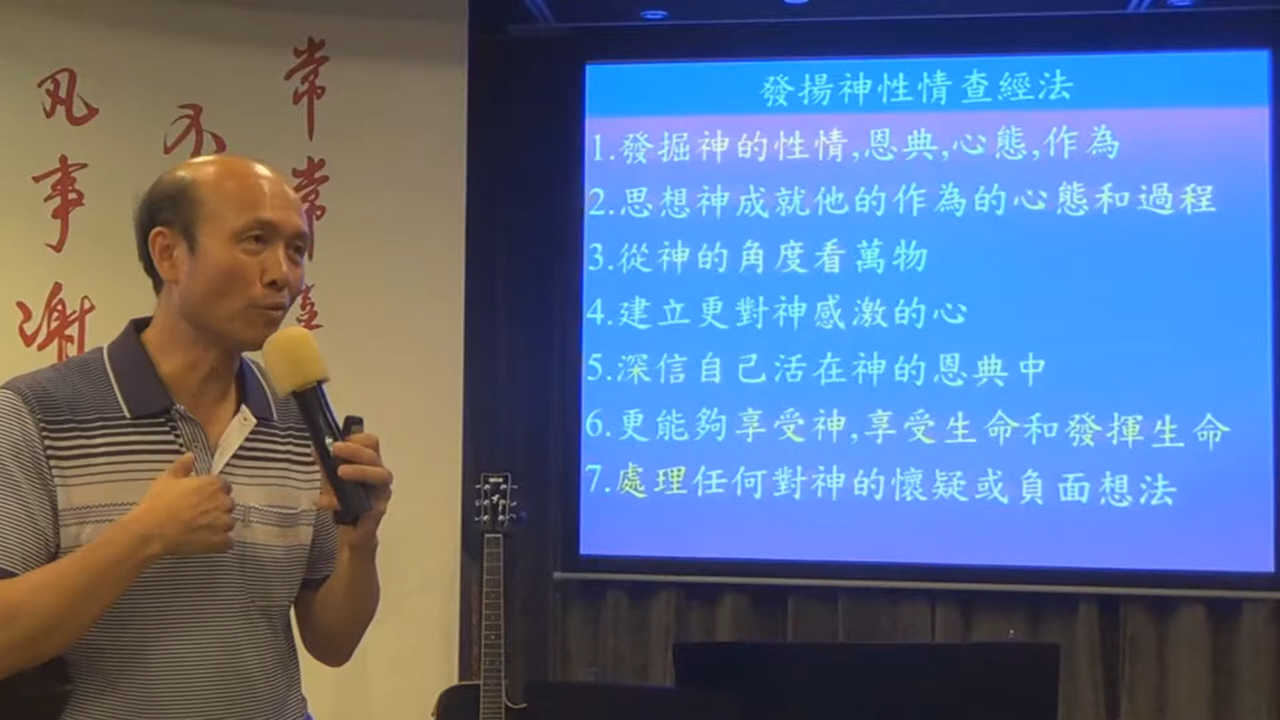 發揚神性情查經法
1.發掘神的性情,恩典,心態,作為
2.思想神成就他的作為的心態和過程
3.從神的角度看萬物
4.建立更對神感激的心
5.深信自己活在神的恩典中
6.更能夠享受神,享受生命和發揮生命
7.處理任何對神的懷疑或負面想法
常常喜
不
凡事謝